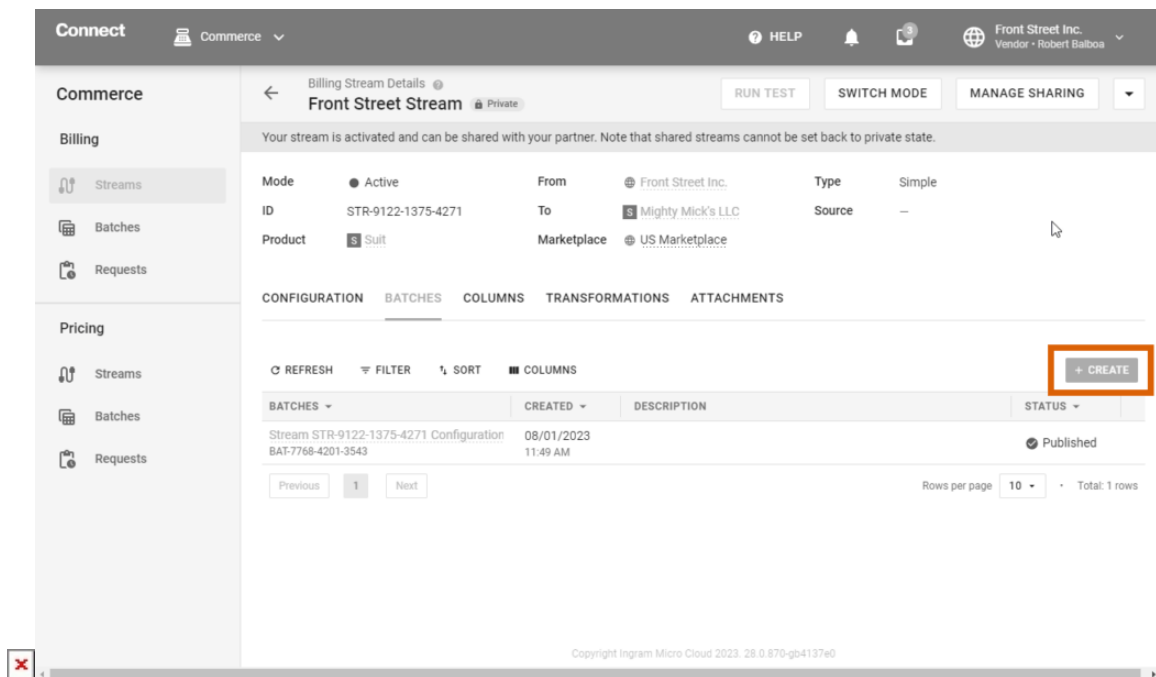 Connect
Commerce
HELP
3
Front Street Inc.
Vendor • Robert Balboa
Commerce
Billing
Streams
Batches
Requests
Pricing
Streams
Batches
Requests
Billing Stream Details
Front Street Stream Private
RUN TEST
SWITCH MODE
MANAGE SHARING
Your stream is activated and can be shared with your partner. Note that shared streams cannot be set back to private state.
Mode Active From Front Street Inc. Type Simple
ID STR-9122-1375-4271 To S Mighty Mick's LLC Source —
Product S Suit Marketplace US Marketplace
CONFIGURATION BATCHES COLUMNS TRANSFORMATIONS ATTACHMENTS
REFRESH FILTER SORT COLUMNS + CREATE
BATCHES CREATED DESCRIPTION STATUS
Stream STR-9122-1375-4271 Configuration 08/01/2023 Published
BAT-7768-4201-3543 11:49 AM
Previous 1 Next Rows per page 10 • Total: 1 rows
Copyright Ingram Micro Cloud 2023. 28.0.870-gb4137e0